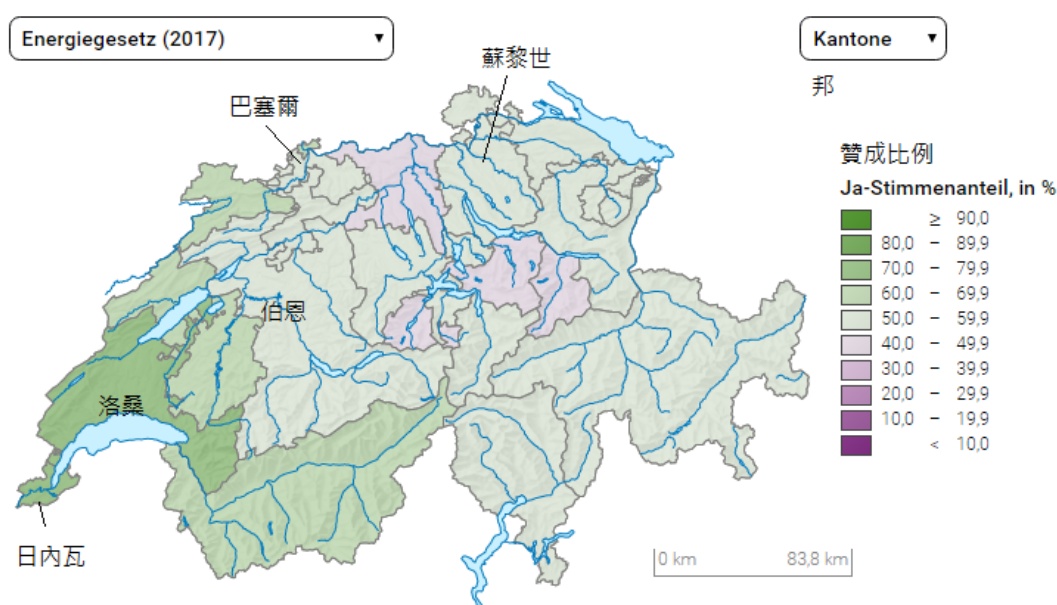 Energiegesetz (2017)
Kantone
邦
蘇黎世
巴塞爾
伯恩
洛桑
日內瓦
贊成比例
Ja-Stimmenanteil, in %
≥ 90,0
80,0 – 89,9
70,0 – 79,9
60,0 – 69,9
50,0 – 59,9
40,0 – 49,9
30,0 – 39,9
20,0 – 29,9
10,0 – 19,9
< 10,0
0 km 83,8 km